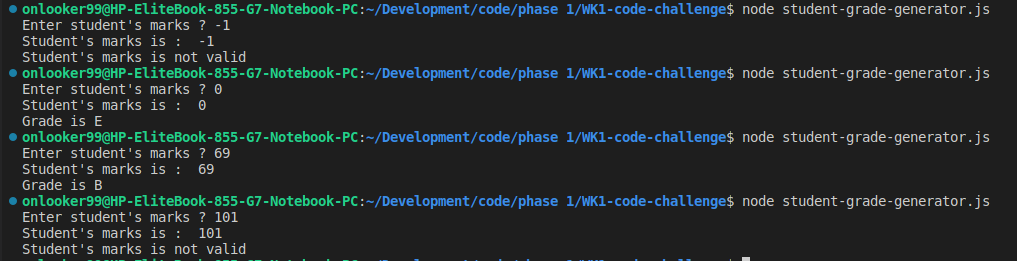 onlooker99@HP-EliteBook-855-G7-Notebook-PC:~/Development/code/phase 1/WK1-code-challenge$ node student-grade-generator.js
Enter student's marks ? -1
Student's marks is :  -1
Student's marks is not valid
onlooker99@HP-EliteBook-855-G7-Notebook-PC:~/Development/code/phase 1/WK1-code-challenge$ node student-grade-generator.js
Enter student's marks ? 0
Student's marks is :  0
Grade is E
onlooker99@HP-EliteBook-855-G7-Notebook-PC:~/Development/code/phase 1/WK1-code-challenge$ node student-grade-generator.js
Enter student's marks ? 69
Student's marks is :  69
Grade is B
onlooker99@HP-EliteBook-855-G7-Notebook-PC:~/Development/code/phase 1/WK1-code-challenge$ node student-grade-generator.js
Enter student's marks ? 101
Student's marks is :  101
Student's marks is not valid